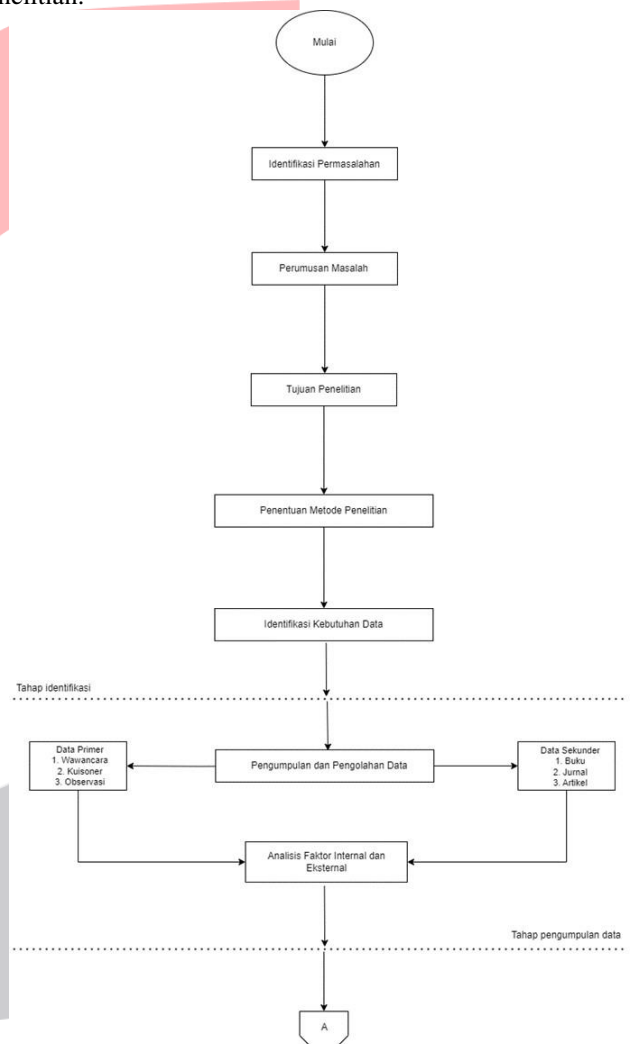 Mulai
Identifikasi Permasalahan
Perumusan Masalah
Tujuan Penelitian
Penentuan Metode Penelitian
Identifikasi Kebutuhan Data
Tahap identifikasi
Data Primer
1. Wawancara
2. Kuisoner
3. Observasi
Pengumpulan dan Pengolahan Data
Data Sekunder
1. Buku
2. Jurnal
3. Artikel
Analisis Faktor Internal dan
Eksternal
Tahap pengumpulan data
A